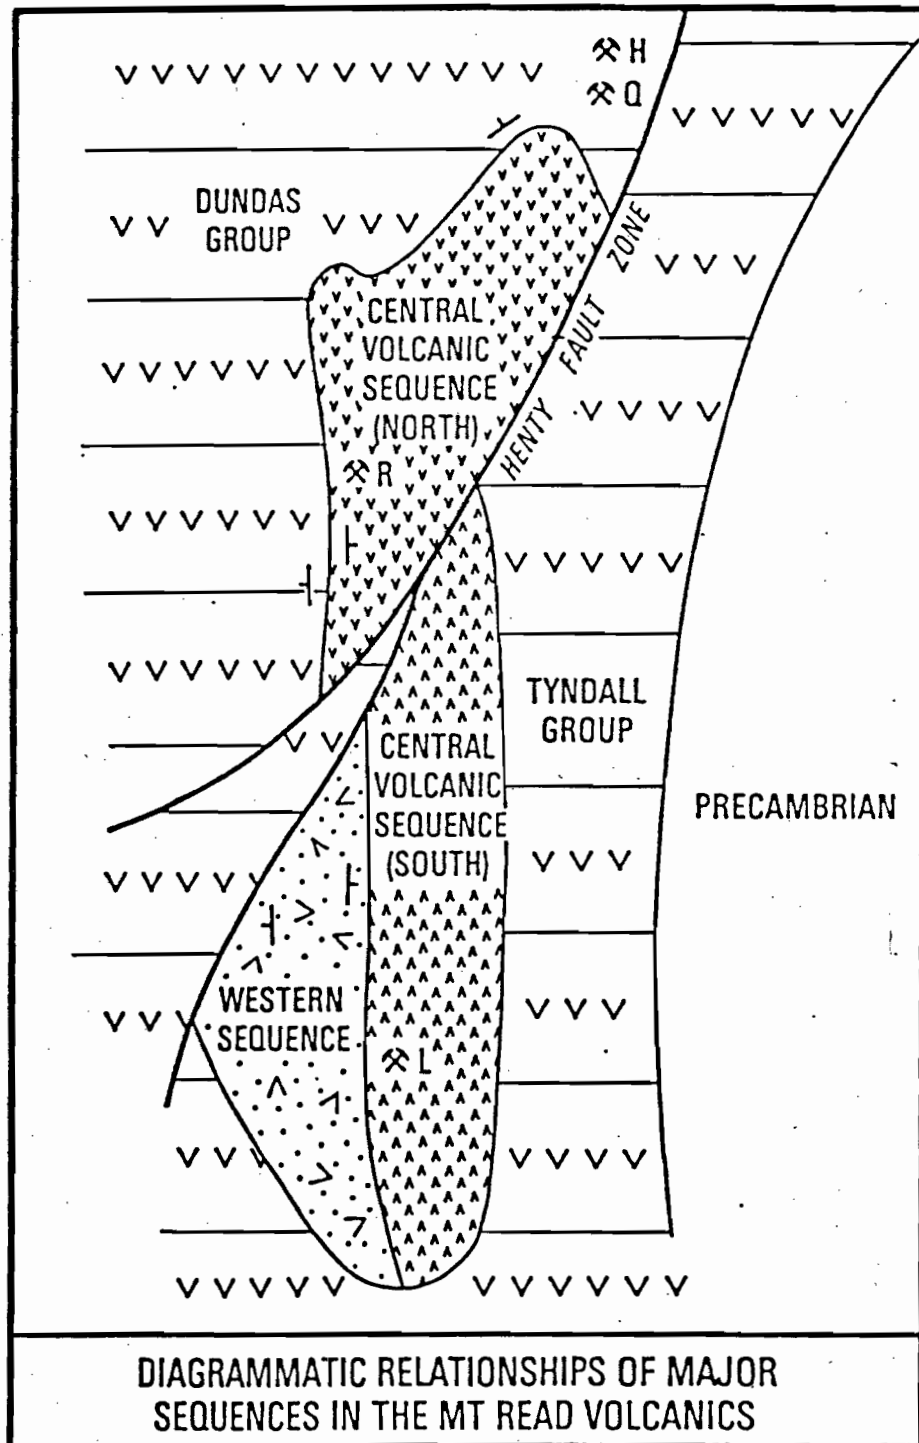 H
Q
DUNDAS
GROUP
HENTY FAULT ZONE
CENTRAL
VOLCANIC
SEQUENCE
(NORTH)
R
TYNDALL
GROUP
CENTRAL
VOLCANIC
SEQUENCE
(SOUTH)
PRECAMBRIAN
WESTERN
SEQUENCE
L
DIAGRAMMATIC RELATIONSHIPS OF MAJOR
SEQUENCES IN THE MT READ VOLCANICS